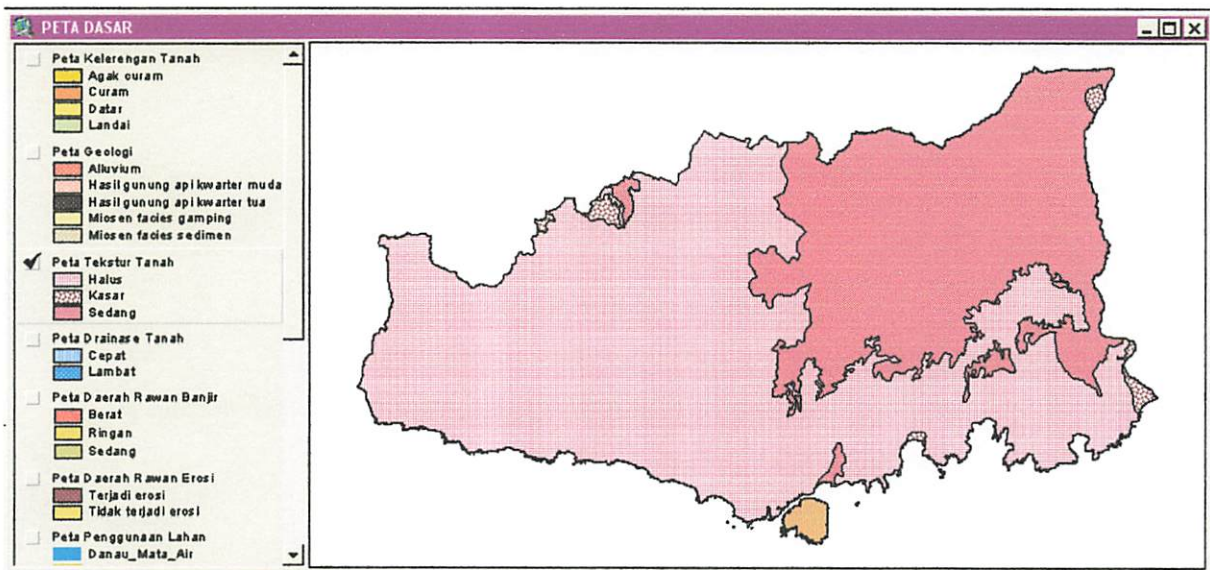 PETA DASAR
Peta Kelerengan Tanah
Agak curam
Curam
Datar
Landai
Peta Geologi
Alluvium
Hasil gunung api kwarter muda
Hasil gunung api kwarter tua
Miosen facies gamping
Miosen facies sedimen
Peta Tekstur Tanah
Halus
Kasar
Sedang
Peta Drainase Tanah
Cepat
Lambat
Peta Daerah Rawan Banjir
Berat
Ringan
Sedang
Peta Daerah Rawan Erosi
Terjadi erosi
Tidak terjadi erosi
Peta Penggunaan Lahan
Danau_Mata_Air